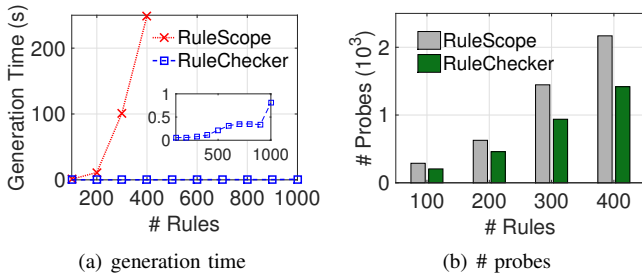 Generation Time (s)
200
100
0
RuleScope
RuleChecker
1
0.5
0
500
1000
200 400 600 800 1000
# Rules
(a) generation time
# Probes (10³)
2
1
0
RuleScope
RuleChecker
100 200 300 400
# Rules
(b) # probes